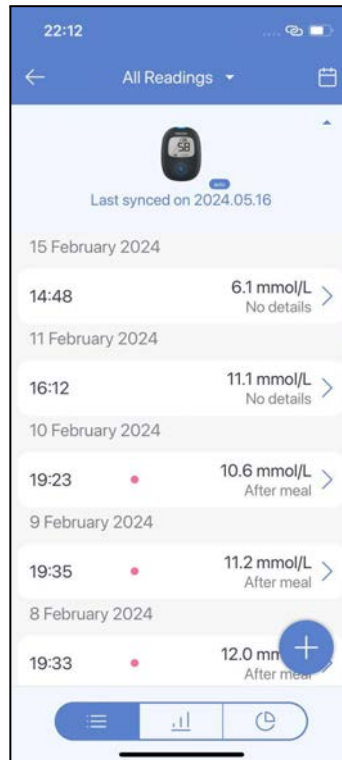 22:12
All Readings
Last synced on 2024.05.16
15 February 2024
14:48
6.1 mmol/L
No details
11 February 2024
16:12
11.1 mmol/L
No details
10 February 2024
19:23
10.6 mmol/L
After meal
9 February 2024
19:35
11.2 mmol/L
After meal
8 February 2024
19:33
12.0
After